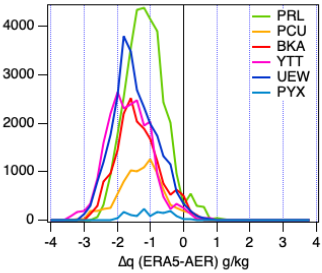 4000
3000
2000
1000
0
-4 -3 -2 -1 0 1 2 3 4
Δq (ERA5-AER) g/kg
PRL
PCU
BKA
YTT
UEW
PYX